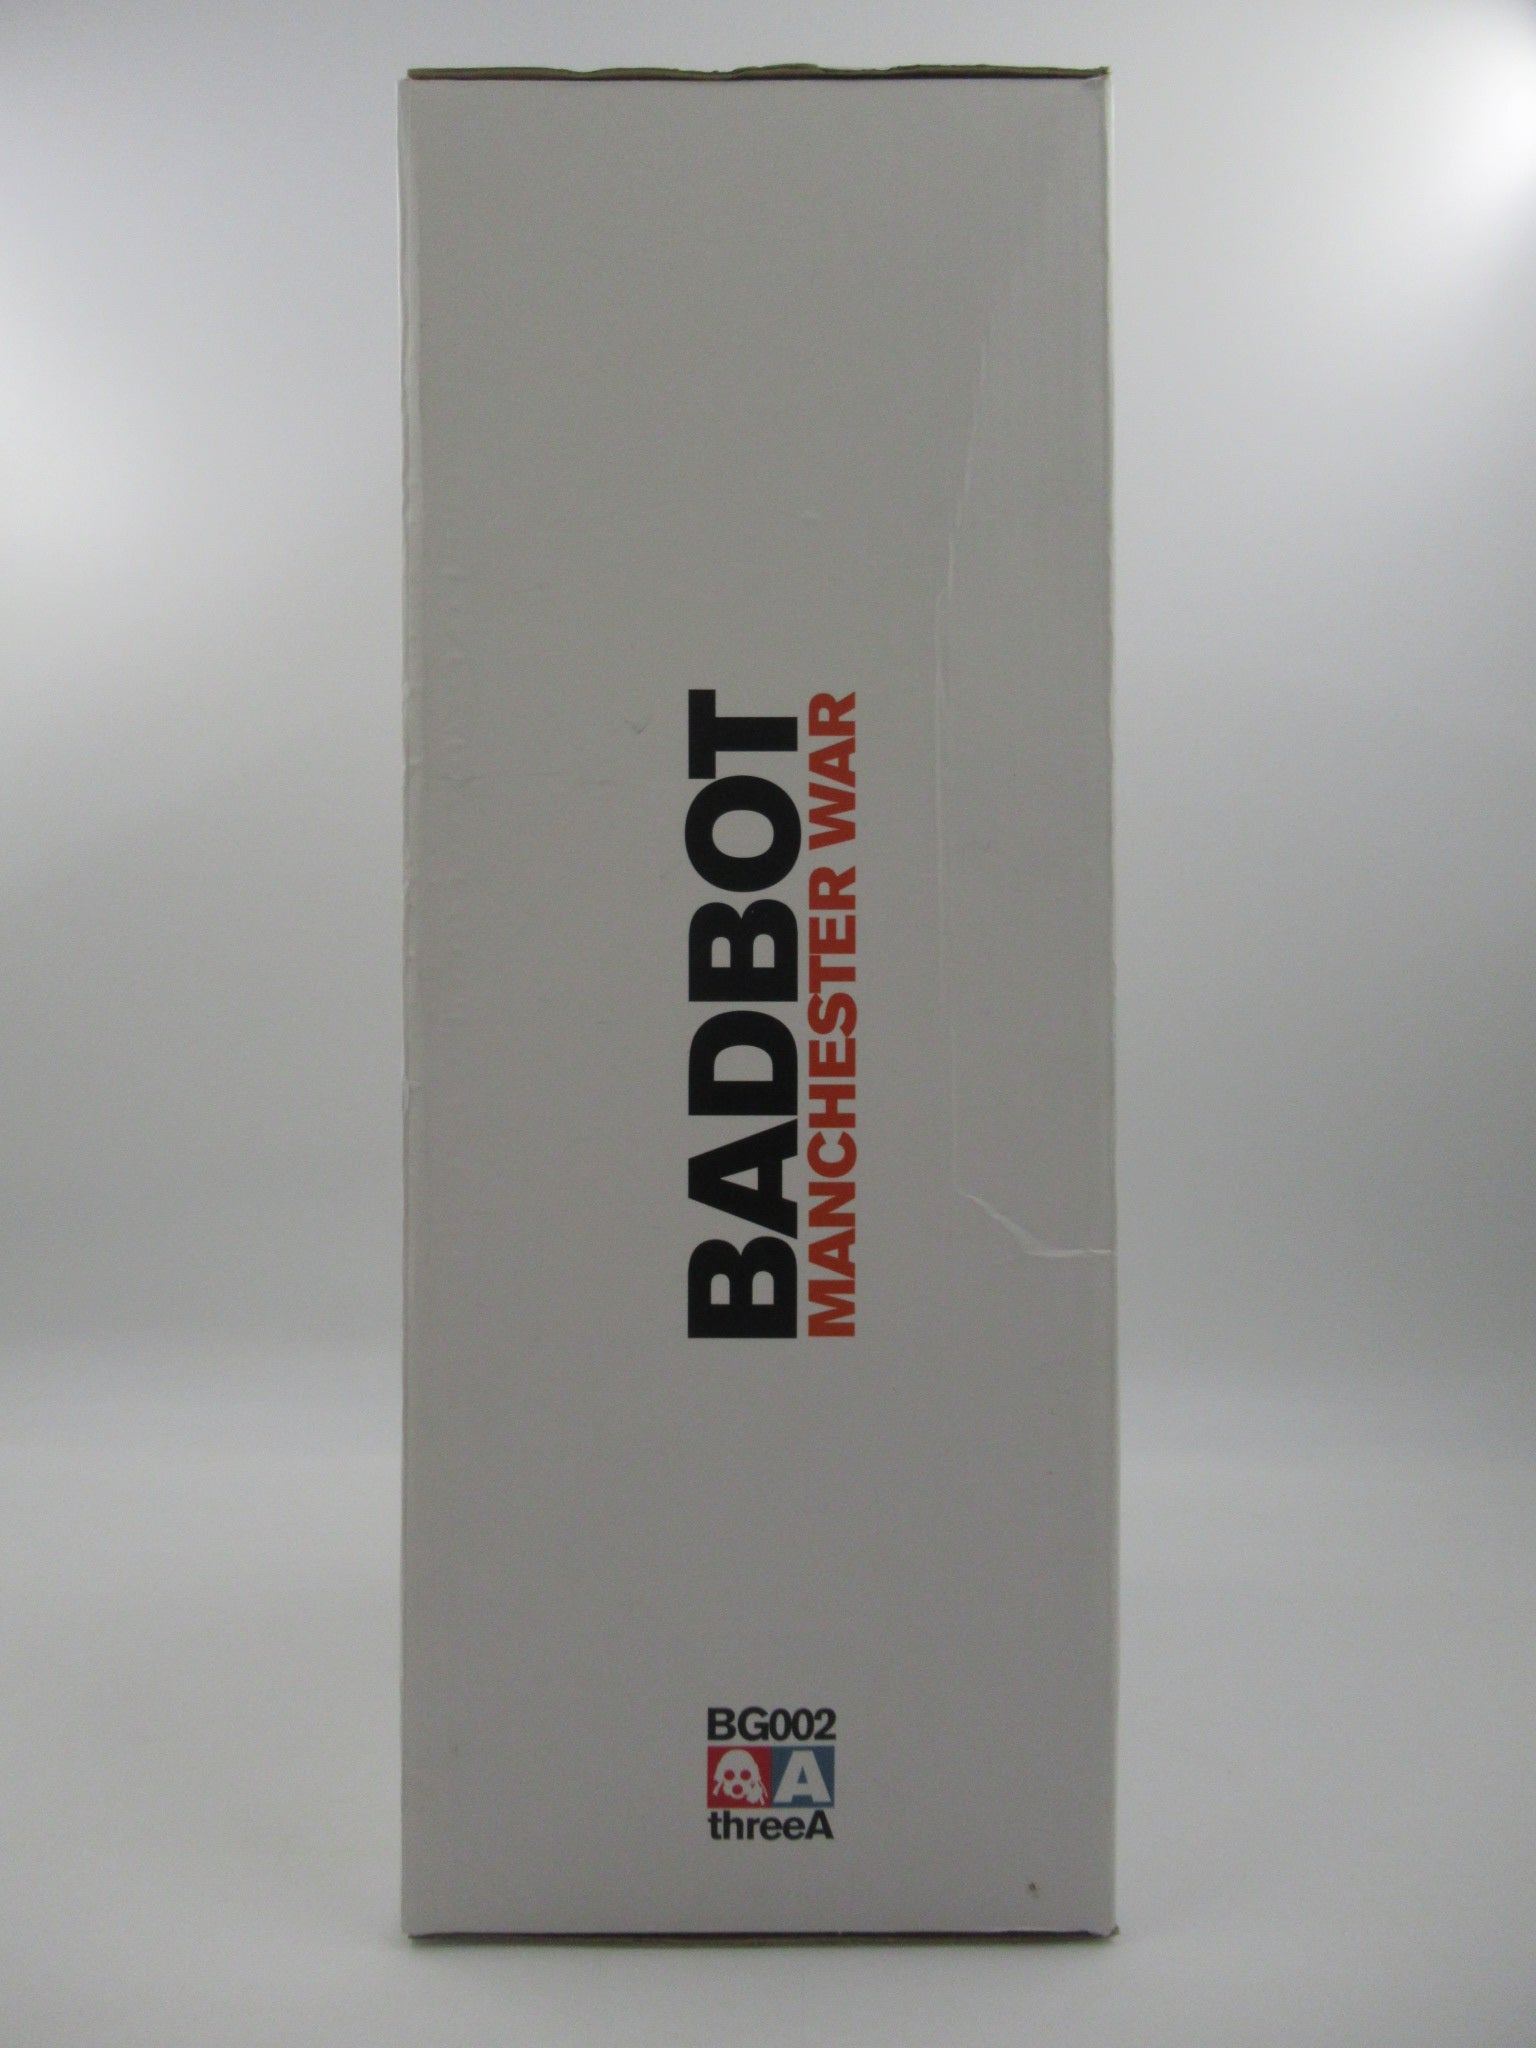 BADBOT
MANCHESTER WAR
BG002
A
threeA